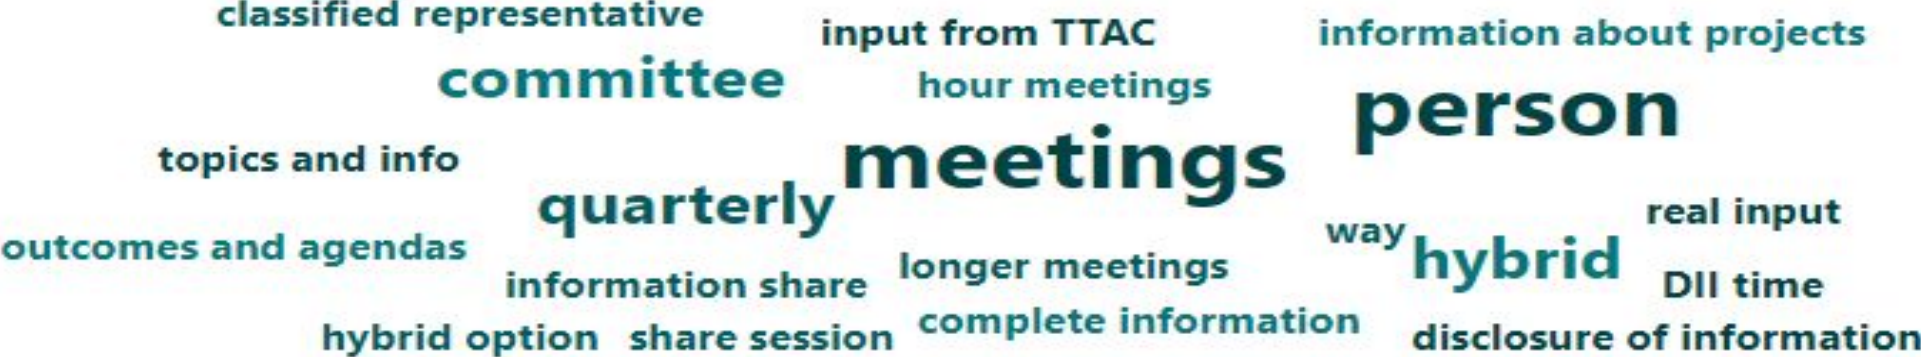 classified representative
input from TTAC
information about projects
committee
hour meetings
person
topics and info
meetings
quarterly
real input
way
outcomes and agendas
hybrid
longer meetings
information share
DII time
complete information
hybrid option
share session
disclosure of information